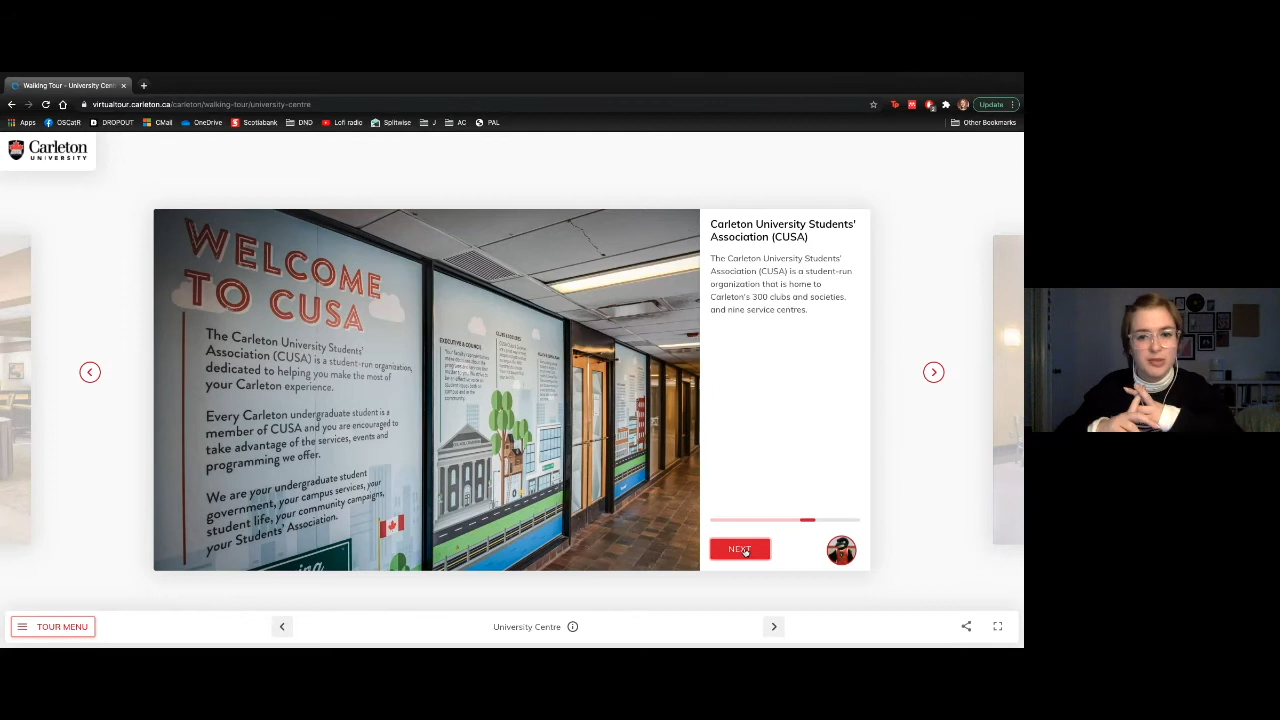 Walking Tour - University Cen
Update
virtualtour.carleton.ca/carleton/walking-tour/university-centre
Apps OSCatR DROPOUT CMail OneDrive Scotiabank DND Lofi radio Splitwise J AC PAL Other Bookmarks
Carleton
UNIVERSITY
WELCOME
TO CUSA
The Carleton University Students'
Association (CUSA) is a student-run organization,
dedicated to helping you make the most of
your Carleton experience.
Every Carleton undergraduate student is a
member of CUSA and you are encouraged to
take advantage of the services, events and
programming we offer.
We are your undergraduate student
government, your campus services, your
student life, your community campaigns,
your Students' Association.
EXECUTIVE & COUNCIL
Carleton University Students'
Association (CUSA)
The Carleton University Students'
Association (CUSA) is a student-run
organization that is home to
Carleton's 300 clubs and societies,
and nine service centres.
NEXT
TOUR MENU
University Centre